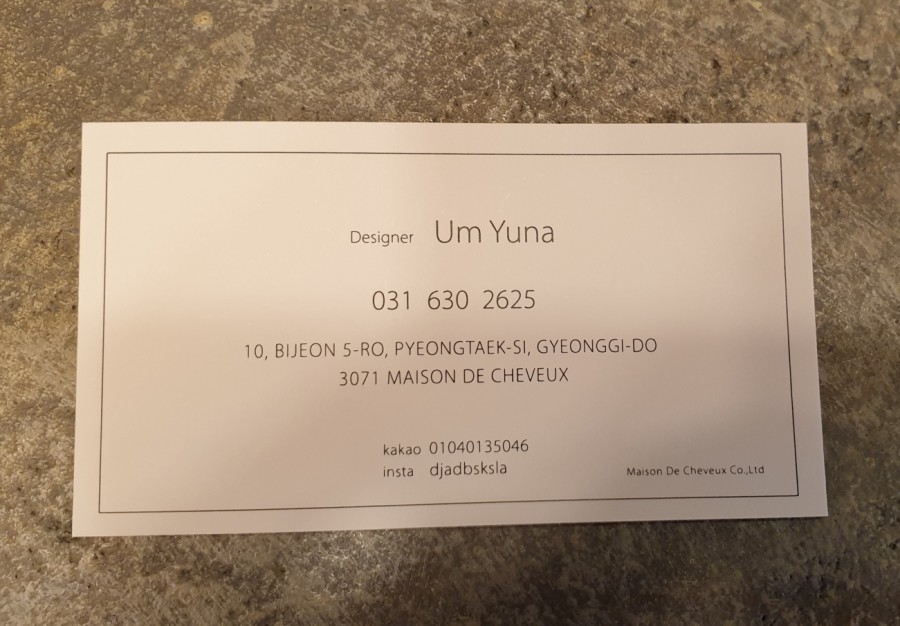 Designer Um Yuna
031 630 2625
10, BIJEON 5-RO, PYEONGTAEK-SI, GYEONGGI-DO
3071 MAISON DE CHEVEUX
kakao 01040135046
insta djadbsksla
Maison De Cheveux Co.,Ltd